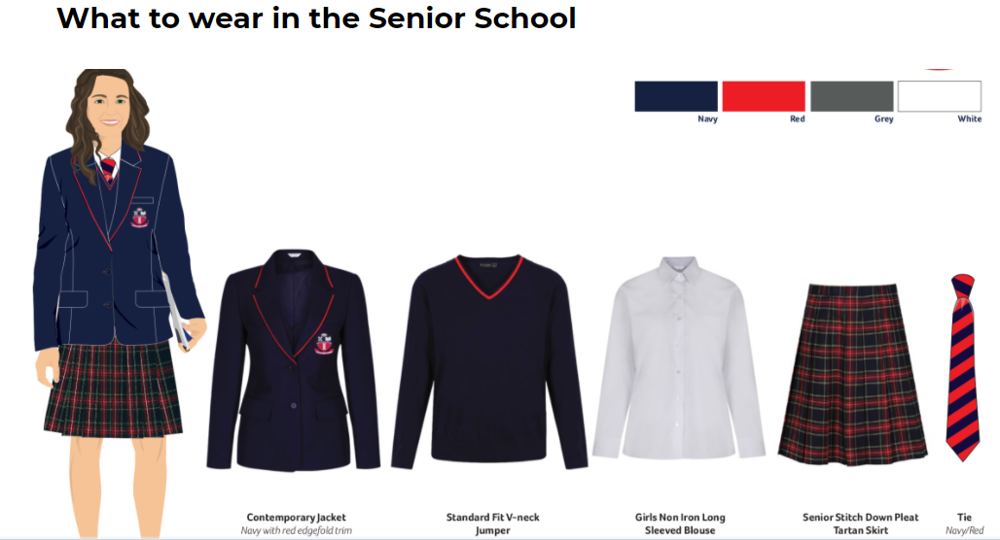 What to wear in the Senior School
Navy
Red
Grey
White
Contemporary Jacket
Navy with red edgefold trim
Standard Fit V-neck
Jumper
Girls Non Iron Long
Sleeved Blouse
Senior Stitch Down Pleat
Tartan Skirt
Tie
Navy/Red